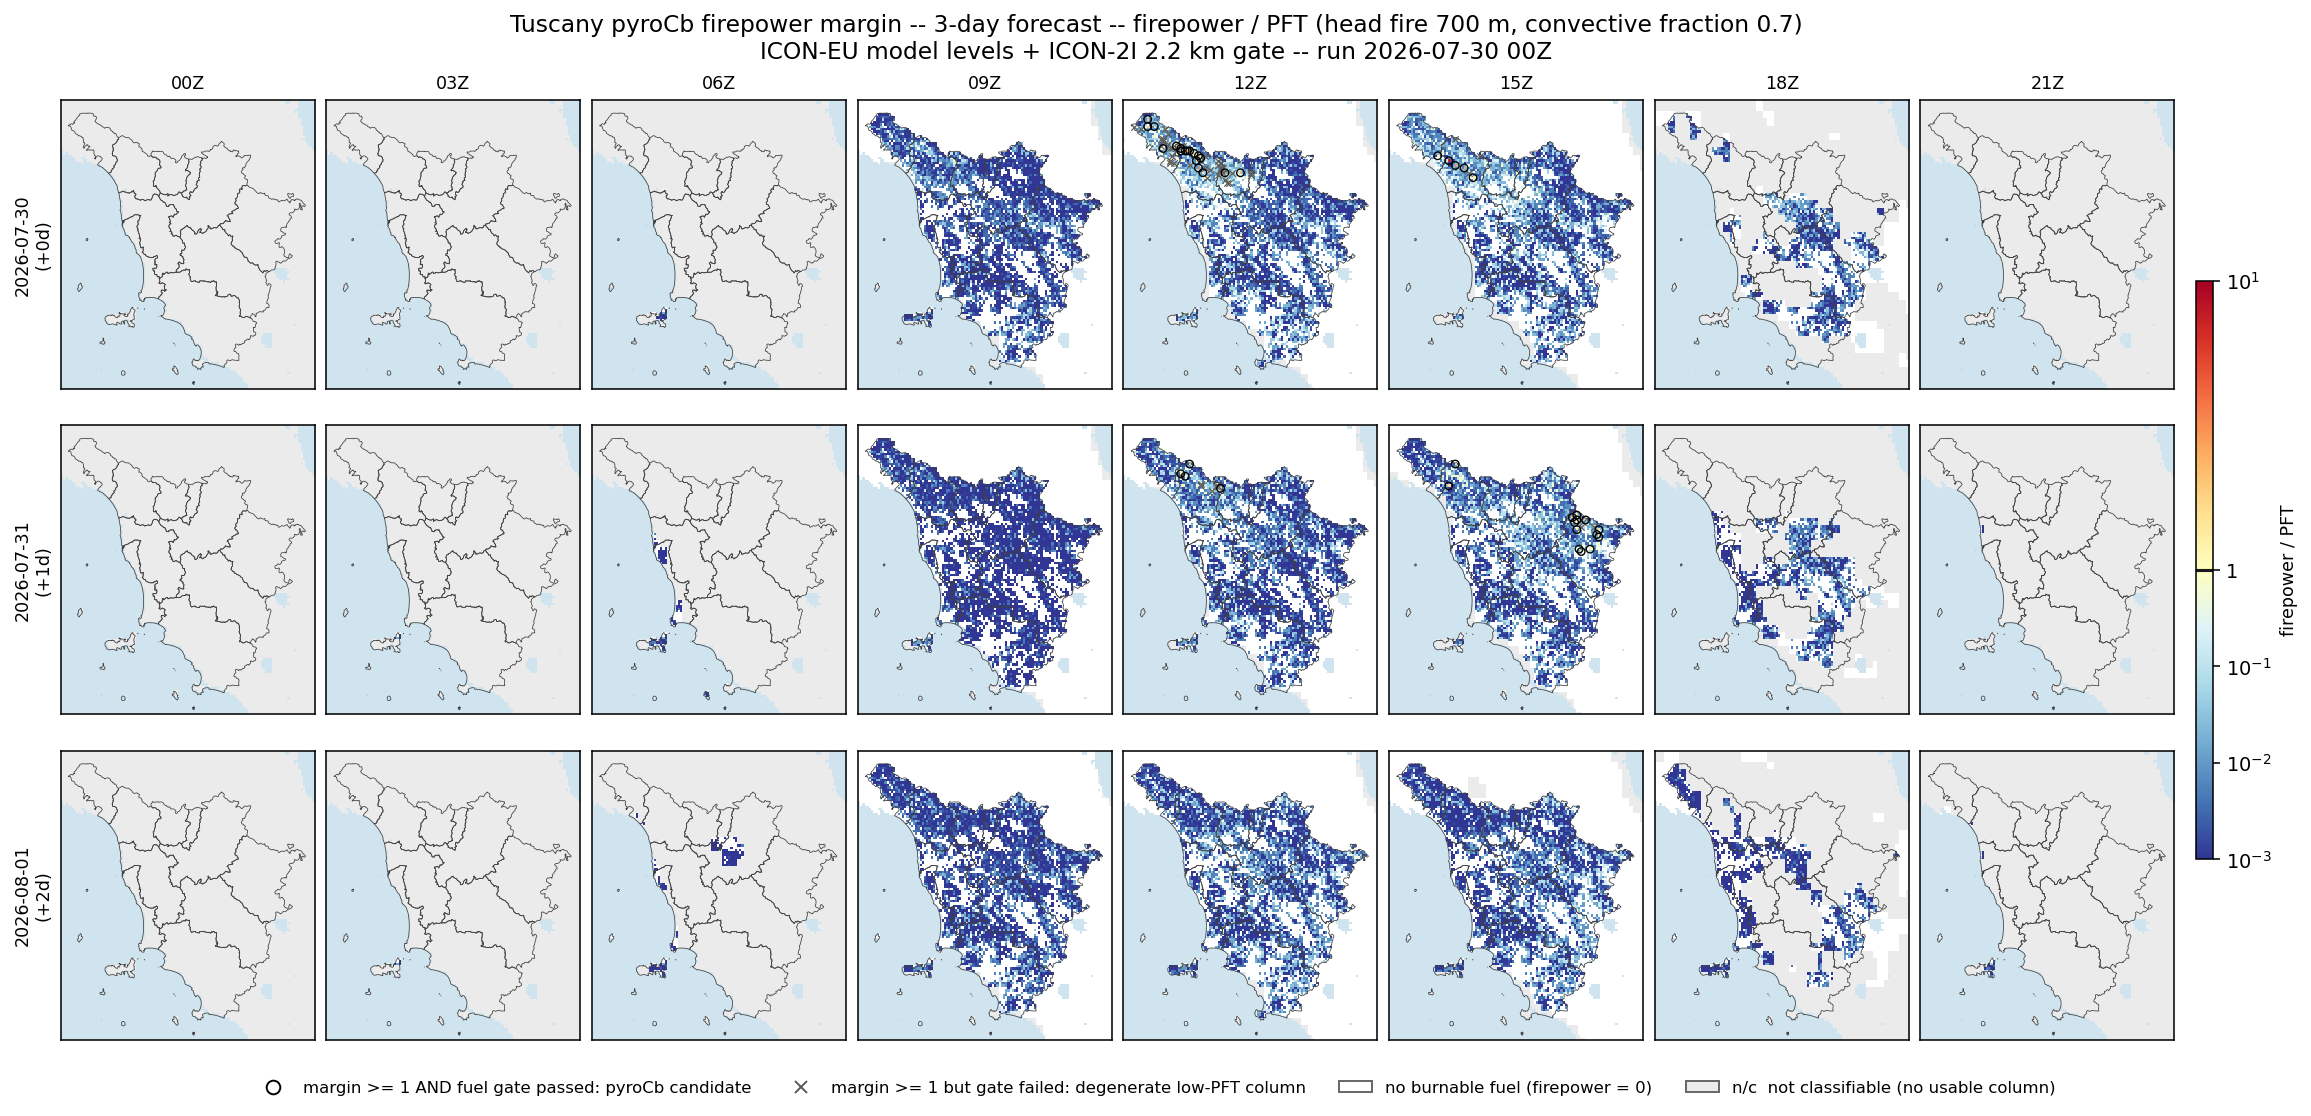 Tuscany pyroCb firepower margin -- 3-day forecast -- firepower / PFT (head fire 700 m, convective fraction 0.7)
ICON-EU model levels + ICON-2I 2.2 km gate -- run 2026-07-30 00Z
00Z 03Z 06Z 09Z 12Z 15Z 18Z 21Z
2026-07-30
(+0d)
2026-07-31
(+1d)
2026-08-01
(+2d)
10¹
1
10⁻¹
10⁻²
10⁻³
firepower / PFT
margin >= 1 AND fuel gate passed: pyroCb candidate
margin >= 1 but gate failed: degenerate low-PFT column
no burnable fuel (firepower = 0)
n/c  not classifiable (no usable column)